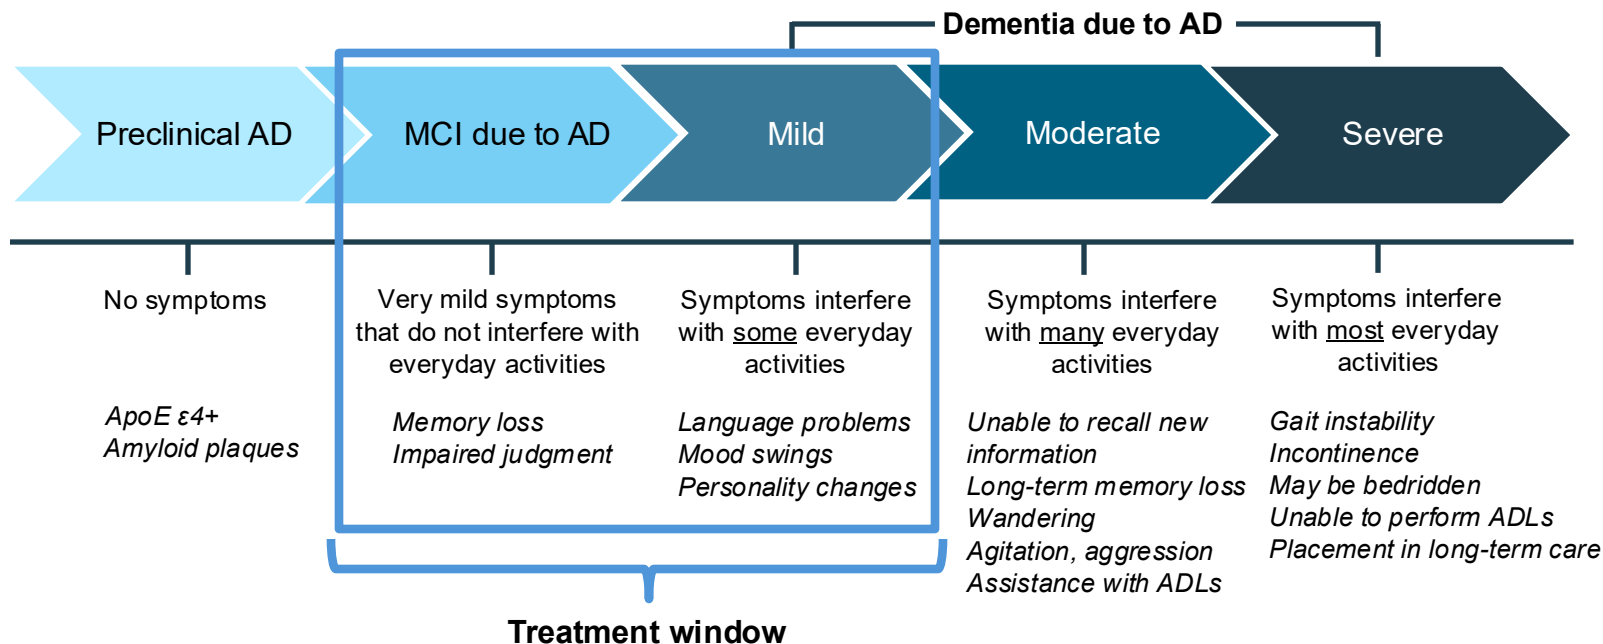 Dementia due to AD
Preclinical AD
MCI due to AD
Mild
Moderate
Severe
No symptoms
ApoE ε4+
Amyloid plaques
Very mild symptoms
that do not interfere with
everyday activities
Memory loss
Impaired judgment
Symptoms interfere
with some everyday
activities
Language problems
Mood swings
Personality changes
Symptoms interfere
with many everyday
activities
Unable to recall new
information
Long-term memory loss
Wandering
Agitation, aggression
Assistance with ADLs
Symptoms interfere
with most everyday
activities
Gait instability
Incontinence
May be bedridden
Unable to perform ADLs
Placement in long-term care
Treatment window